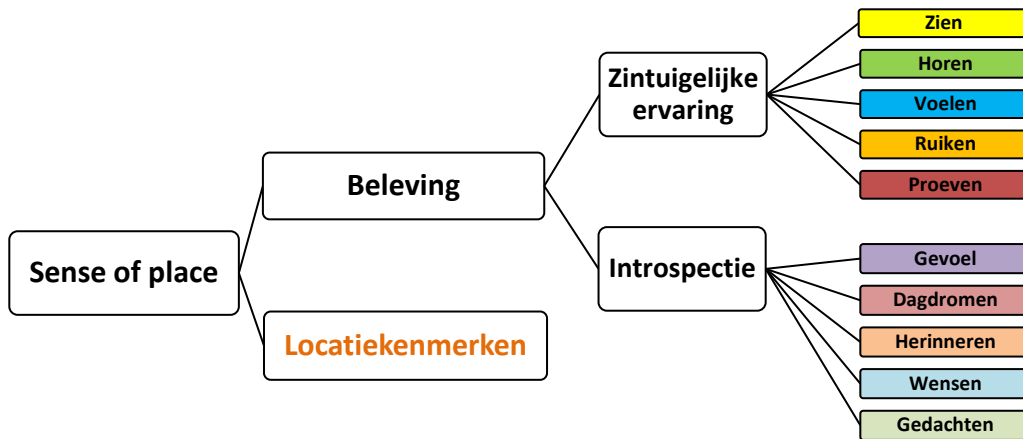 Sense of place
Beleving
Locatiekenmerken
Zintuigelijke
ervaring
Introspectie
Zien
Horen
Voelen
Ruiken
Proeven
Gevoel
Dagdromen
Herinneren
Wensen
Gedachten